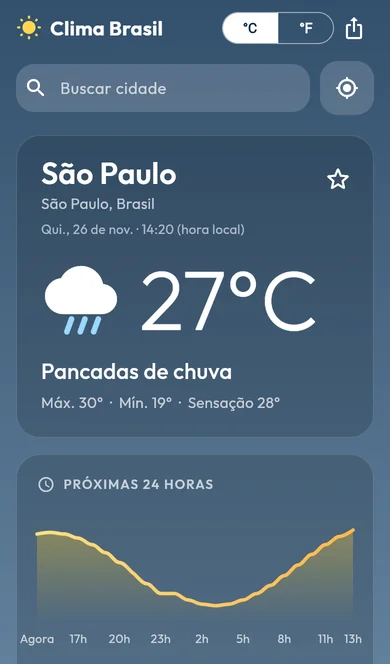 Clima Brasil
°C
°F
Buscar cidade
São Paulo
São Paulo, Brasil
Qui., 26 de nov. · 14:20 (hora local)
27°C
Pancadas de chuva
Máx. 30° · Mín. 19° · Sensação 28°
PRÓXIMAS 24 HORAS
Agora 17h 20h 23h 2h 5h 8h 11h 13h